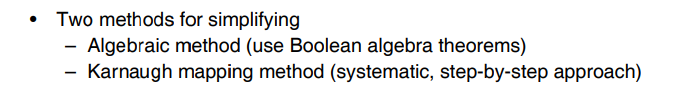 • Two methods for simplifying
– Algebraic method (use Boolean algebra theorems)
– Karnaugh mapping method (systematic, step-by-step approach)